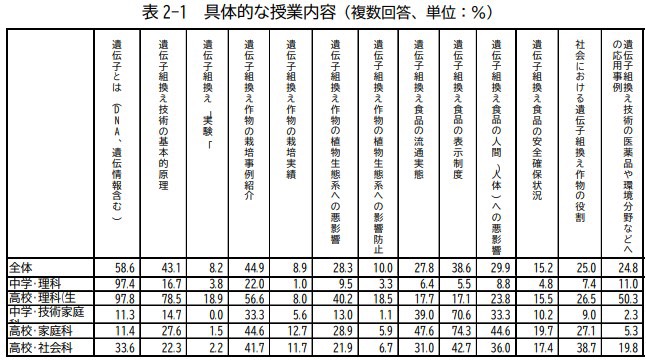 表 2-1 具体的な授業内容（複数回答、単位：％）
遺伝子とは（DNA、遺伝情報含む）
遺伝子組換え技術の基本的原理
遺伝子組換え「実験」
遺伝子組換え作物の栽培事例紹介
遺伝子組換え作物の栽培実績
遺伝子組換え作物の植物生態系への悪影響
遺伝子組換え作物の植物生態系への影響防止
遺伝子組換え食品の流通実態
遺伝子組換え食品の表示制度
遺伝子組換え食品の人間（人体）への悪影響
遺伝子組換え食品の安全確保状況
社会における遺伝子組換え作物の役割
遺伝子組換え技術の医薬品や環境分野などへの応用事例
全体 58.6 43.1 8.2 44.9 8.9 28.3 10.0 27.8 38.6 29.9 15.2 25.0 24.8
中学・理科 97.4 16.7 3.8 22.0 1.0 9.5 3.3 6.4 5.5 8.8 4.8 7.4 11.0
高校・理科(生 97.8 78.5 18.9 56.6 8.0 40.2 18.5 17.7 17.1 23.8 15.5 26.5 50.3
中学・技術家庭 11.3 14.7 0.0 33.3 5.6 13.0 1.1 39.0 70.6 33.3 10.2 9.0 2.3
高校・家庭科 11.4 27.6 1.5 44.6 12.7 28.9 5.9 47.6 74.3 44.6 19.7 27.1 5.3
高校・社会科 33.6 22.3 2.2 41.7 11.7 21.9 6.7 31.0 42.7 36.0 17.4 38.7 19.8